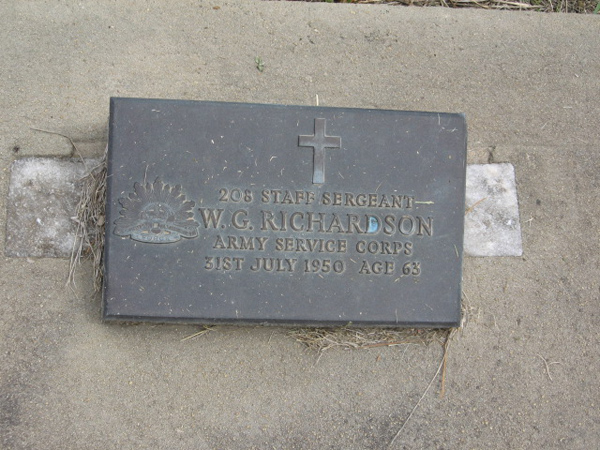 208 STAFF SERGEANT
W.G. RICHARDSON
ARMY SERVICE CORPS
31ST JULY 1950 AGE 63